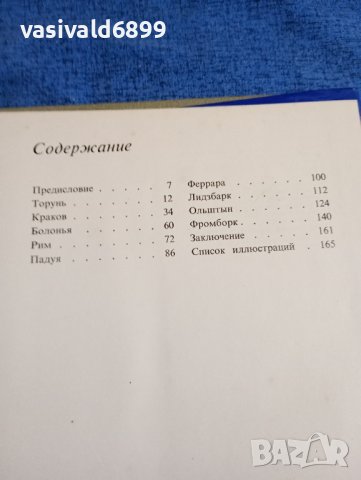 vasivald6899
Содержание
Предисловие . . . . . 7
Торунь . . . . . . . 12
Краков . . . . . . . 34
Болонья . . . . . . 60
Рим . . . . . . . . 72
Падуя . . . . . . . 86
Феррара . . . . . . 100
Лидзбарк . . . . . . 112
Ольштын . . . . . . 124
Фромборк . . . . . . 140
Заключение . . . . . 161
Список иллюстраций . . 165
BAZAR